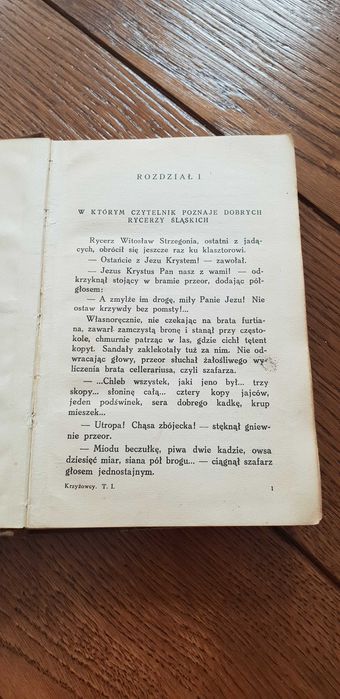 ROZDZIAŁ I
W KTÓRYM CZYTELNIK POZNAJE DOBRYCH
RYCERZY ŚLĄSKICH
Rycerz Witosław Strzegonia, ostatni z jadą-
cych, obrócił się jeszcze raz ku klasztorowi.
— Ostańcie z Jezu Krystem! — zawołał.
— Jezus Krystus Pan nasz z wami! — od-
krzyknął stojący w bramie przeor, dodając pół-
głosem:
— A zmylże im drogę, miły Panie Jezu! Nie
ostaw krzywdy bez pomsty!...
Własnoręcznie, nie czekając na brata furtia-
na, zawarł zamczystą bronę i stanął przy często-
kole, chmurnie patrząc w las, gdzie cichł tętent
kopyt. Sandały zaklekotały tuż za nim. Nie od-
wracając głowy, przeor słuchał żałosliwego wy-
liczenia brata cellerariusa, czyli szafarza.
— ...Chleb wszystek, jaki jeno był... trzy
skopy... słoninę całą... cztery kopy jajców,
jeden podświnek, sera dobrego kadkę, krup
mieszek...
— Utropa! Chąsa zbójecka! — stęknął gniew-
nie przeor.
— Miodu beczułkę, piwa dwie kadzie, owsa
dziesięć miar, siana pół brogu... — ciągnął szafarz
głosem jednostajnym.
Krzyżowcy. T. I. 1